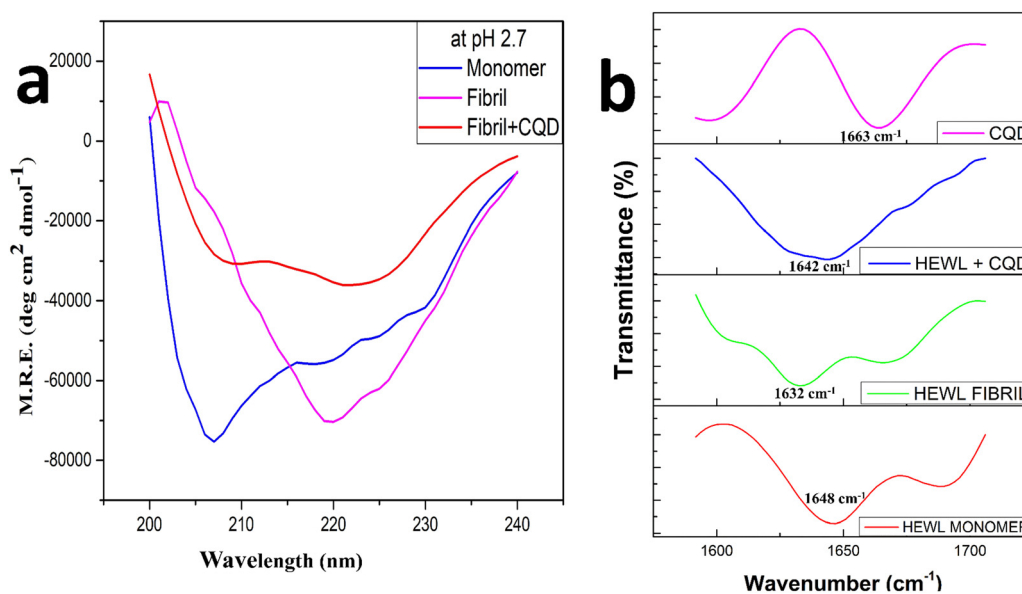 a
at pH 2.7
Monomer
Fibril
Fibril+CQD
20000
0
-20000
-40000
-60000
-80000
M.R.E. (deg cm² dmol⁻¹)
200
210
220
230
240
Wavelength (nm)
b
1663 cm⁻¹
CQD
1642 cm⁻¹
HEWL + CQD
1632 cm⁻¹
HEWL FIBRIL
1648 cm⁻¹
HEWL MONOMER
Transmittance (%)
1600
1650
1700
Wavenumber (cm⁻¹)